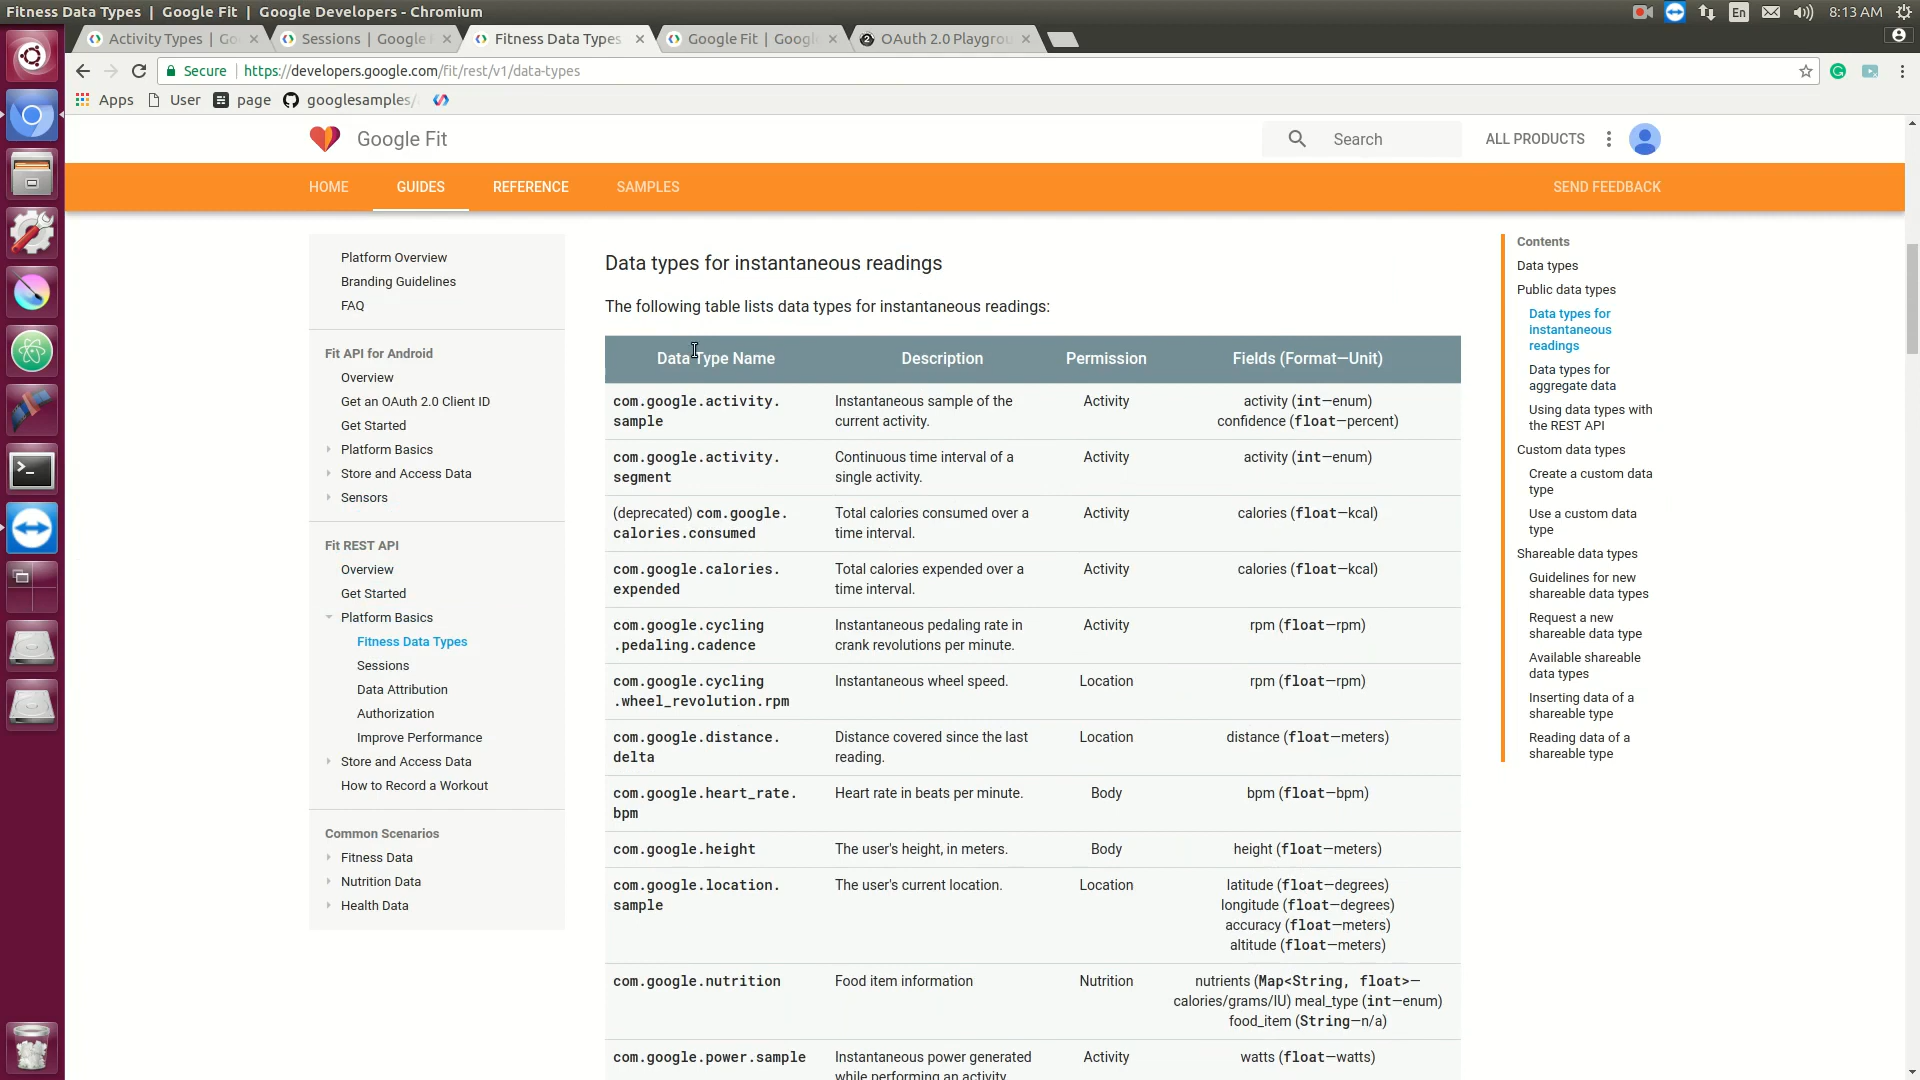 Fitness Data Types | Google Fit | Google Developers - Chromium
En
8:13 AM
Activity Types | Go
Sessions | Google F
Fitness Data Types
Google Fit | Googl
OAuth 2.0 Playgrou
Secure
https://developers.google.com/fit/rest/v1/data-types
Apps
User
page
googlesamples/
Google Fit
Search
ALL PRODUCTS
HOME
GUIDES
REFERENCE
SAMPLES
SEND FEEDBACK
Platform Overview
Branding Guidelines
FAQ
Fit API for Android
Overview
Get an OAuth 2.0 Client ID
Get Started
Platform Basics
Store and Access Data
Sensors
Fit REST API
Overview
Get Started
Platform Basics
Fitness Data Types
Sessions
Data Attribution
Authorization
Improve Performance
Store and Access Data
How to Record a Workout
Common Scenarios
Fitness Data
Nutrition Data
Health Data
Data types for instantaneous readings
The following table lists data types for instantaneous readings:
Data Type Name
Description
Permission
Fields (Format—Unit)
com.google.activity.
sample
Instantaneous sample of the
current activity.
Activity
activity (int—enum)
confidence (float—percent)
com.google.activity.
segment
Continuous time interval of a
single activity.
Activity
activity (int—enum)
(deprecated) com.google.
calories.consumed
Total calories consumed over a
time interval.
Activity
calories (float—kcal)
com.google.calories.
expended
Total calories expended over a
time interval.
Activity
calories (float—kcal)
com.google.cycling
.pedaling.cadence
Instantaneous pedaling rate in
crank revolutions per minute.
Activity
rpm (float—rpm)
com.google.cycling
.wheel_revolution.rpm
Instantaneous wheel speed.
Location
rpm (float—rpm)
com.google.distance.
delta
Distance covered since the last
reading.
Location
distance (float—meters)
com.google.heart_rate.
bpm
Heart rate in beats per minute.
Body
bpm (float—bpm)
com.google.height
The user's height, in meters.
Body
height (float—meters)
com.google.location.
sample
The user's current location.
Location
latitude (float—degrees)
longitude (float—degrees)
accuracy (float—meters)
altitude (float—meters)
com.google.nutrition
Food item information
Nutrition
nutrients (Map<String, float>—
calories/grams/IU) meal_type (int—enum)
food_item (String—n/a)
com.google.power.sample
Instantaneous power generated
while performing an activity
Activity
watts (float—watts)
Contents
Data types
Public data types
Data types for
instantaneous
readings
Data types for
aggregate data
Using data types with
the REST API
Custom data types
Create a custom data
type
Use a custom data
type
Shareable data types
Guidelines for new
shareable data types
Request a new
shareable data type
Available shareable
data types
Inserting data of a
shareable type
Reading data of a
shareable type